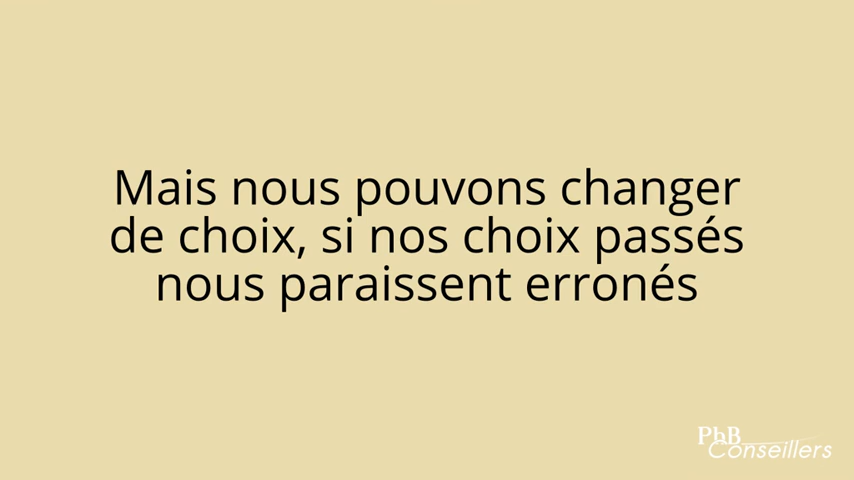 Mais nous pouvons changer
de choix, si nos choix passés
nous paraissent erronés
PhB
Conseillers